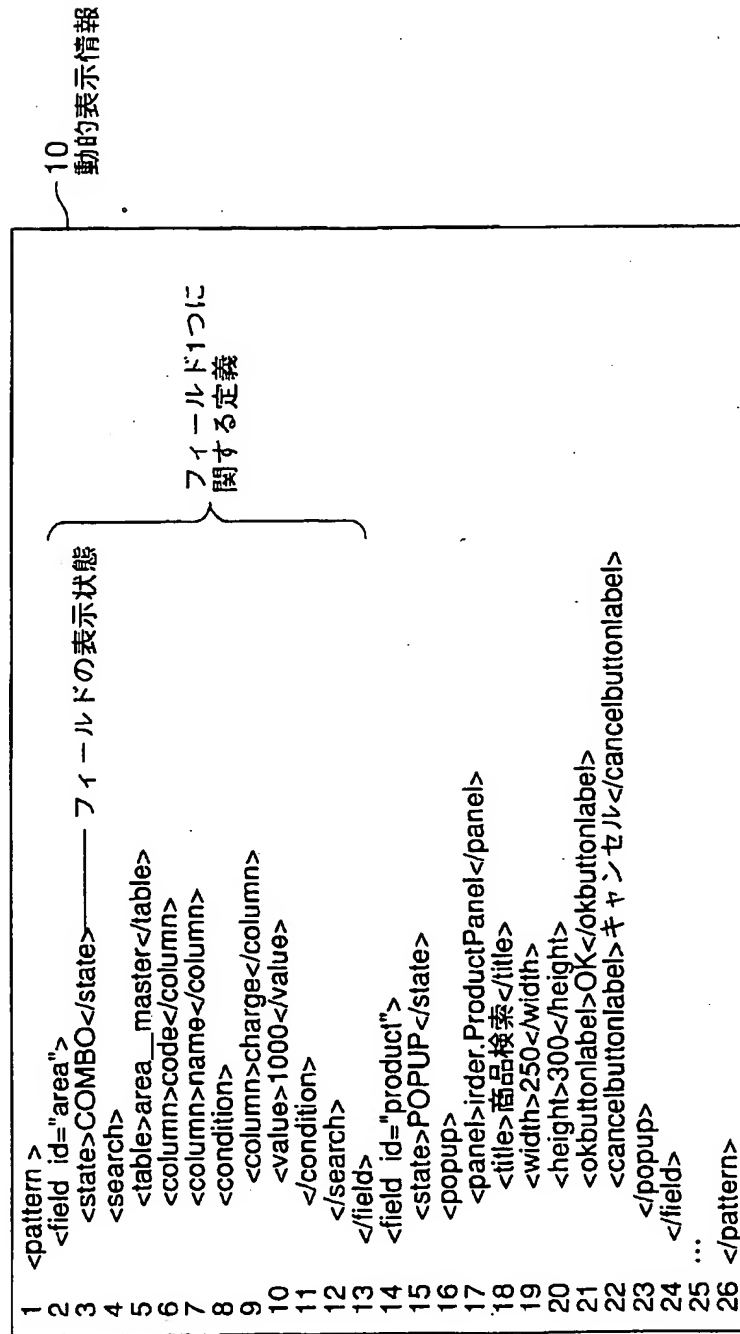 10
動的表示情報
1 <pattern >
2 <field id="area">
3 <state>COMBO</state> フィールドの表示状態
4 <search>
5 <table>area_master</table>
6 <column>code</column>
7 <column>name</column>
8 <condition>
9 <column>charge</column>
10 <value>1000</value>
11 </condition>
12 </search>
13 </field>
フィールド1つに
関する定義
14 <field id="product">
15 <state>POPUP</state>
16 <popup>
17 <panel>irder.ProductPanel</panel>
18 <title>商品検索</title>
19 <width>250</width>
20 <height>300</height>
21 <okbuttonlabel>OK</okbuttonlabel>
22 <cancelbuttonlabel>キャンセル</cancelbuttonlabel>
23 </popup>
24 </field>
25 …
26 </pattern>